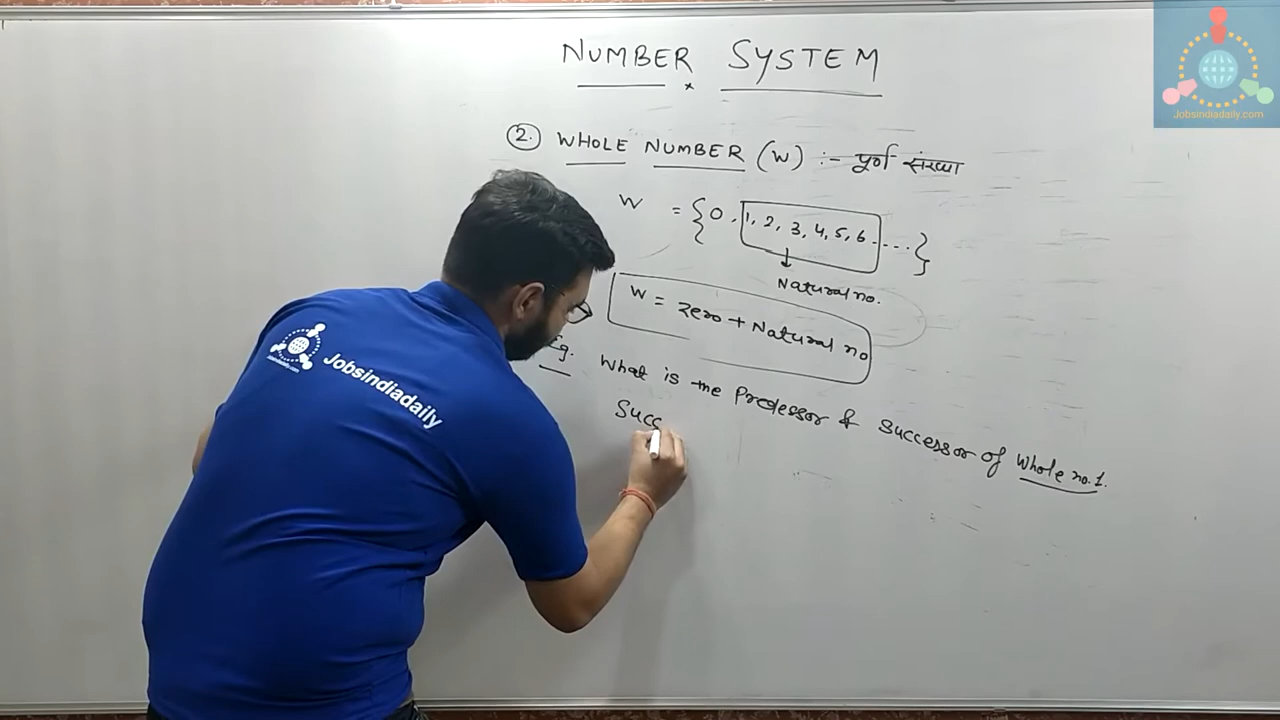 NUMBER SYSTEM
2. WHOLE NUMBER (W) :- पूर्ण संख्या
W = {0, 1, 2, 3, 4, 5, 6 ....}
Natural no.
W = Zero + Natural no
Eg. What is the Predessor & Successor of Whole no. 1.
Succ
Jobsindiadaily
Jobsindiadaily.com